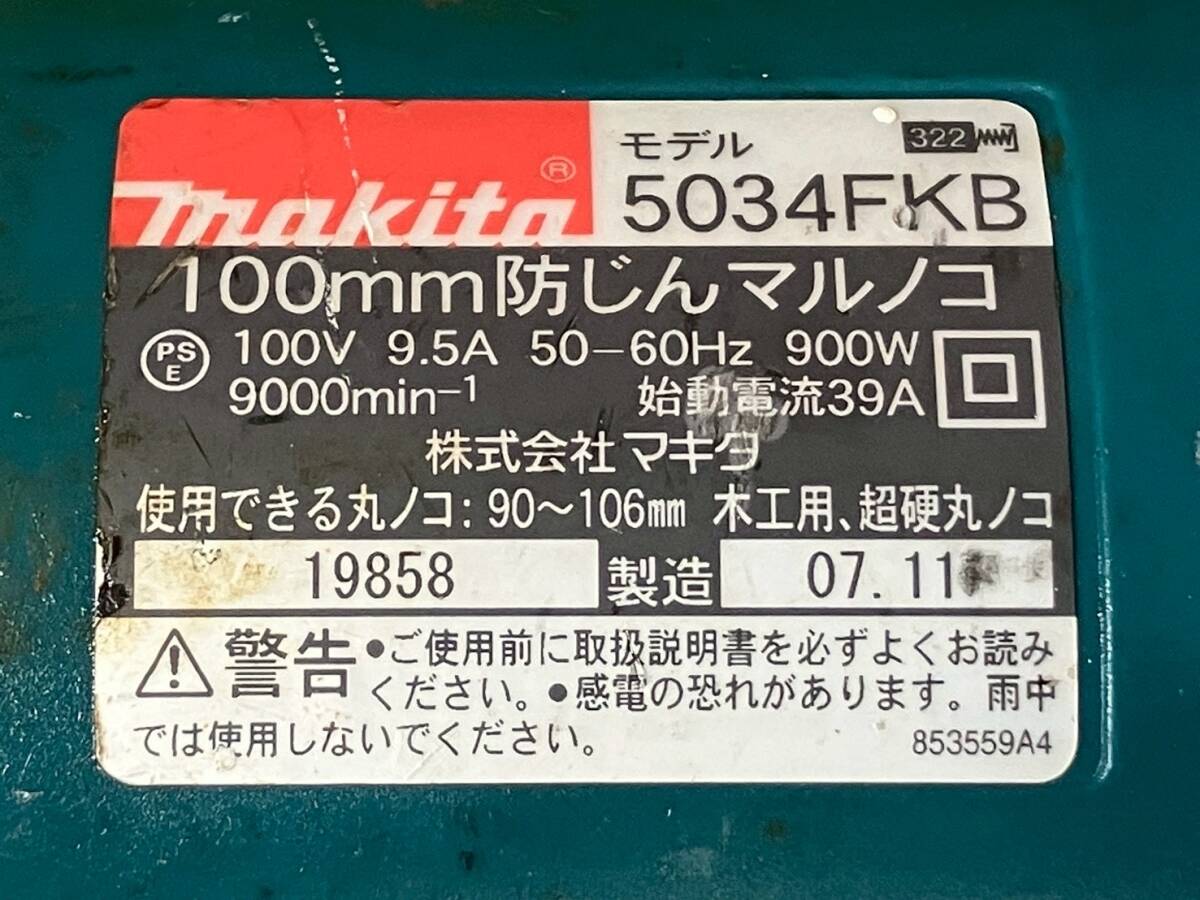 makita®
モデル 322
5034FKB
100mm防じんマルノコ
PSE 100V 9.5A 50-60Hz 900W
9000min⁻¹ 始動電流39A
株式会社マキタ
使用できる丸ノコ:90〜106mm 木工用、超硬丸ノコ
19858 製造 07.11
警告 ●ご使用前に取扱説明書を必ずよくお読み
ください。●感電の恐れがあります。雨中
では使用しないでください。 853559A4